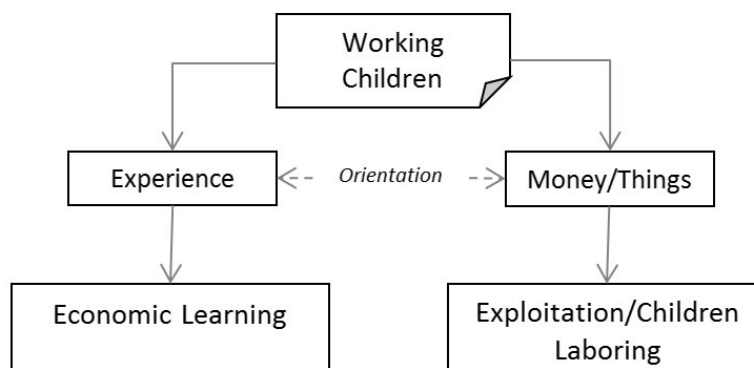 Working
Children
Experience
Orientation
Money/Things
Economic Learning
Exploitation/Children
Laboring